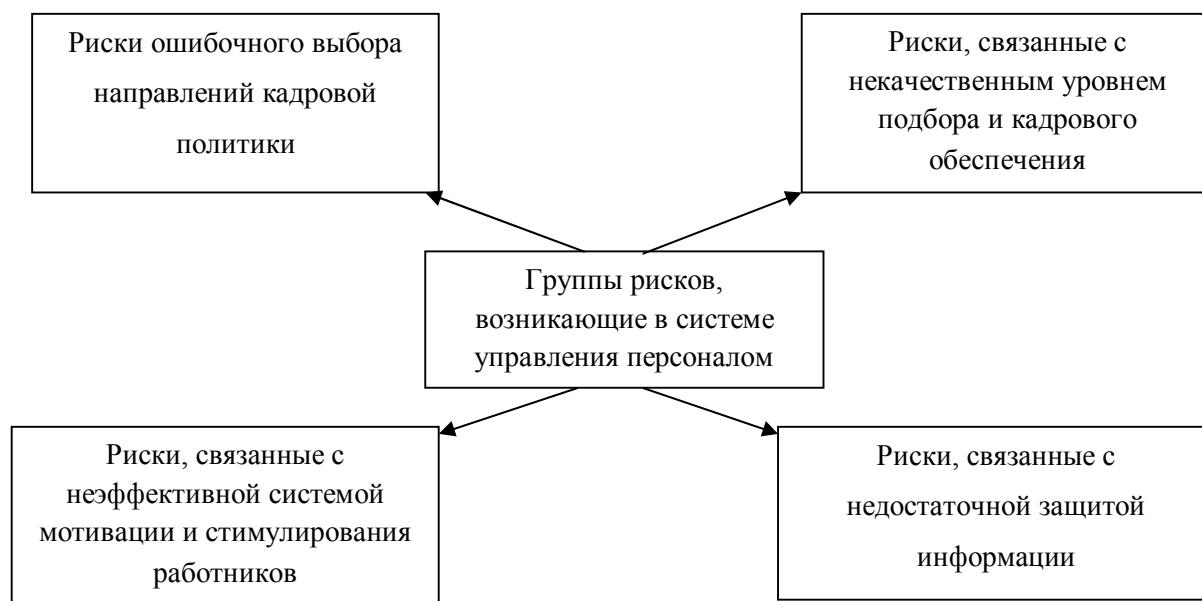 Риски ошибочного выбора
направлений кадровой
политики
Риски, связанные с
некачественным уровнем
подбора и кадрового
обеспечения
Группы рисков,
возникающие в системе
управления персоналом
Риски, связанные с
неэффективной системой
мотивации и стимулирования
работников
Риски, связанные с
недостаточной защитой
информации